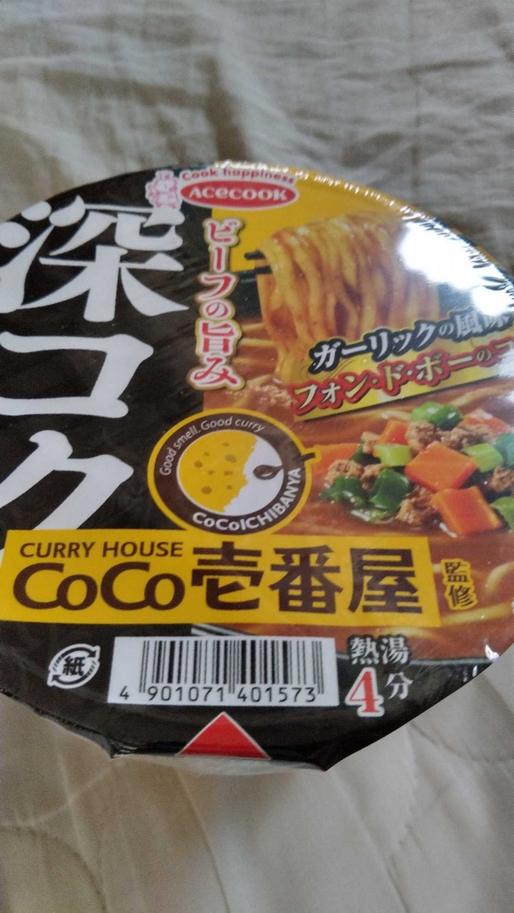 Cook happiness
Acecook
深コク
ビーフの旨み
ガーリックの風味
フォン・ド・ボーの
Good smell. Good curry
CoCoICHIBANYA
CURRY HOUSE
CoCo壱番屋
監修
紙
4 901071 401573
熱湯
4分